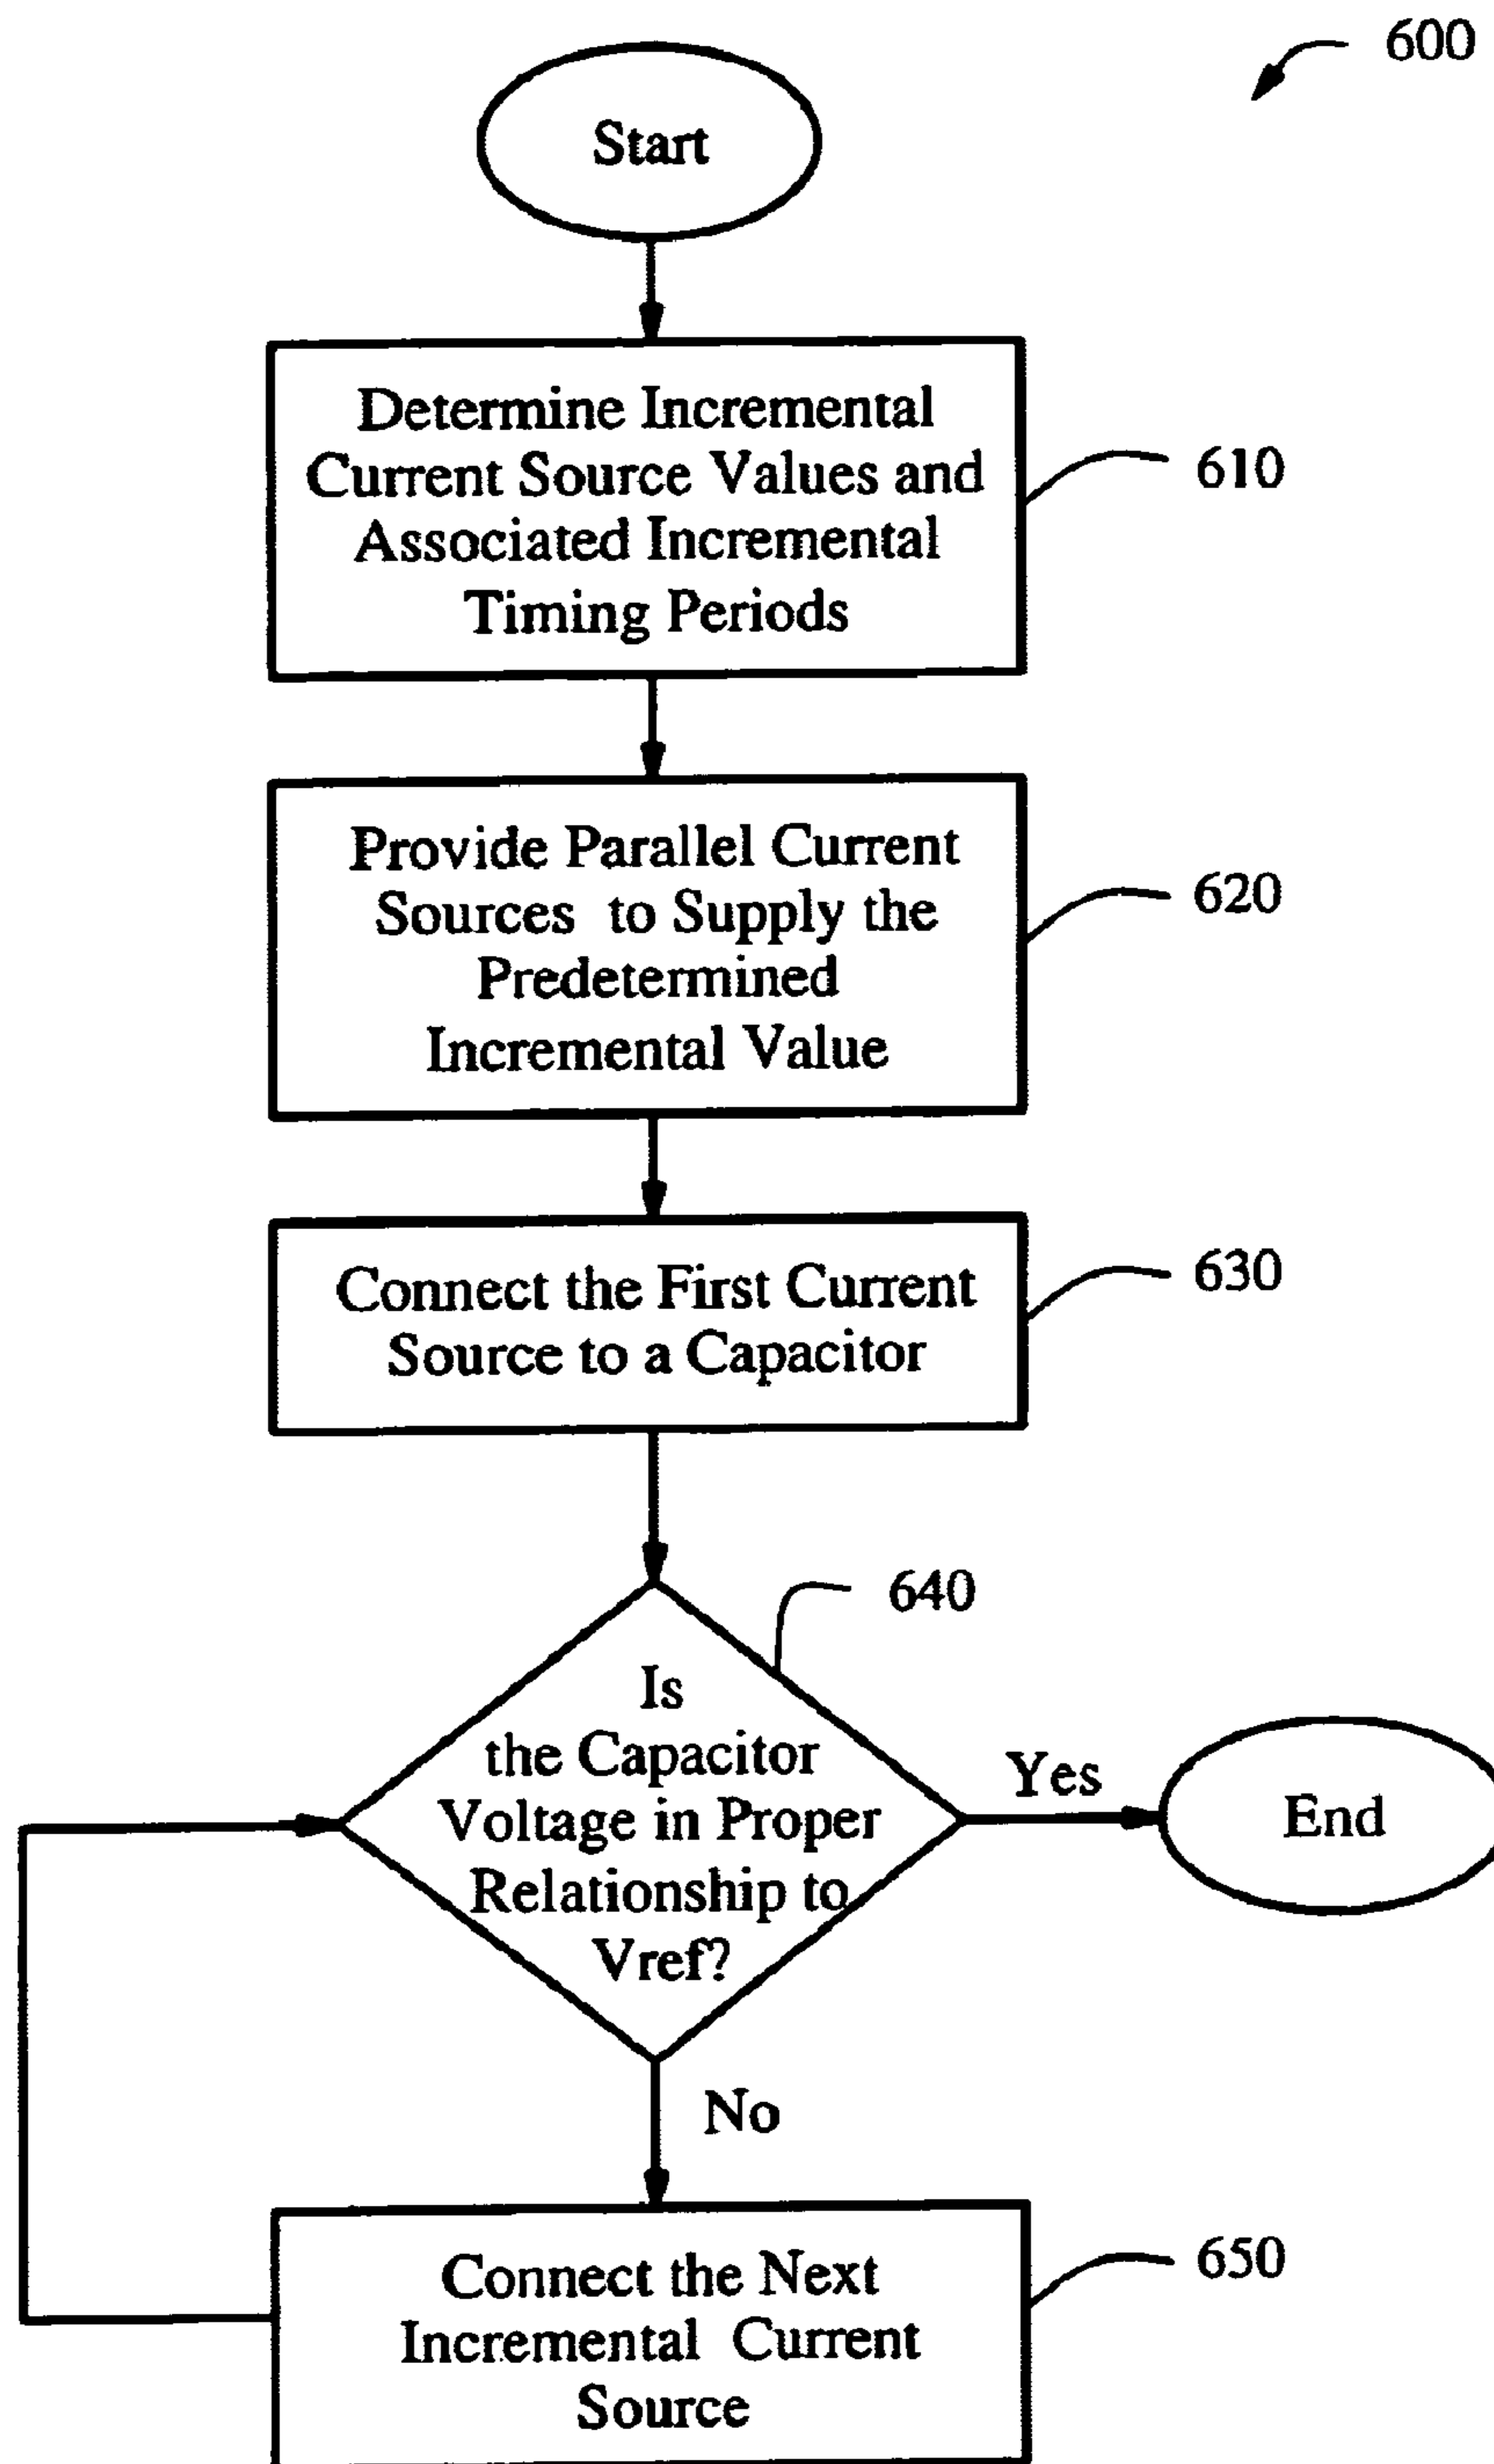 600
Start
Determine Incremental
Current Source Values and
Associated Incremental
Timing Periods
610
Provide Parallel Current
Sources to Supply the
Predetermined
Incremental Value
620
Connect the First Current
Source to a Capacitor
630
640
Is
the Capacitor
Voltage in Proper
Relationship to
Vref?
Yes
End
No
Connect the Next
Incremental Current
Source
650